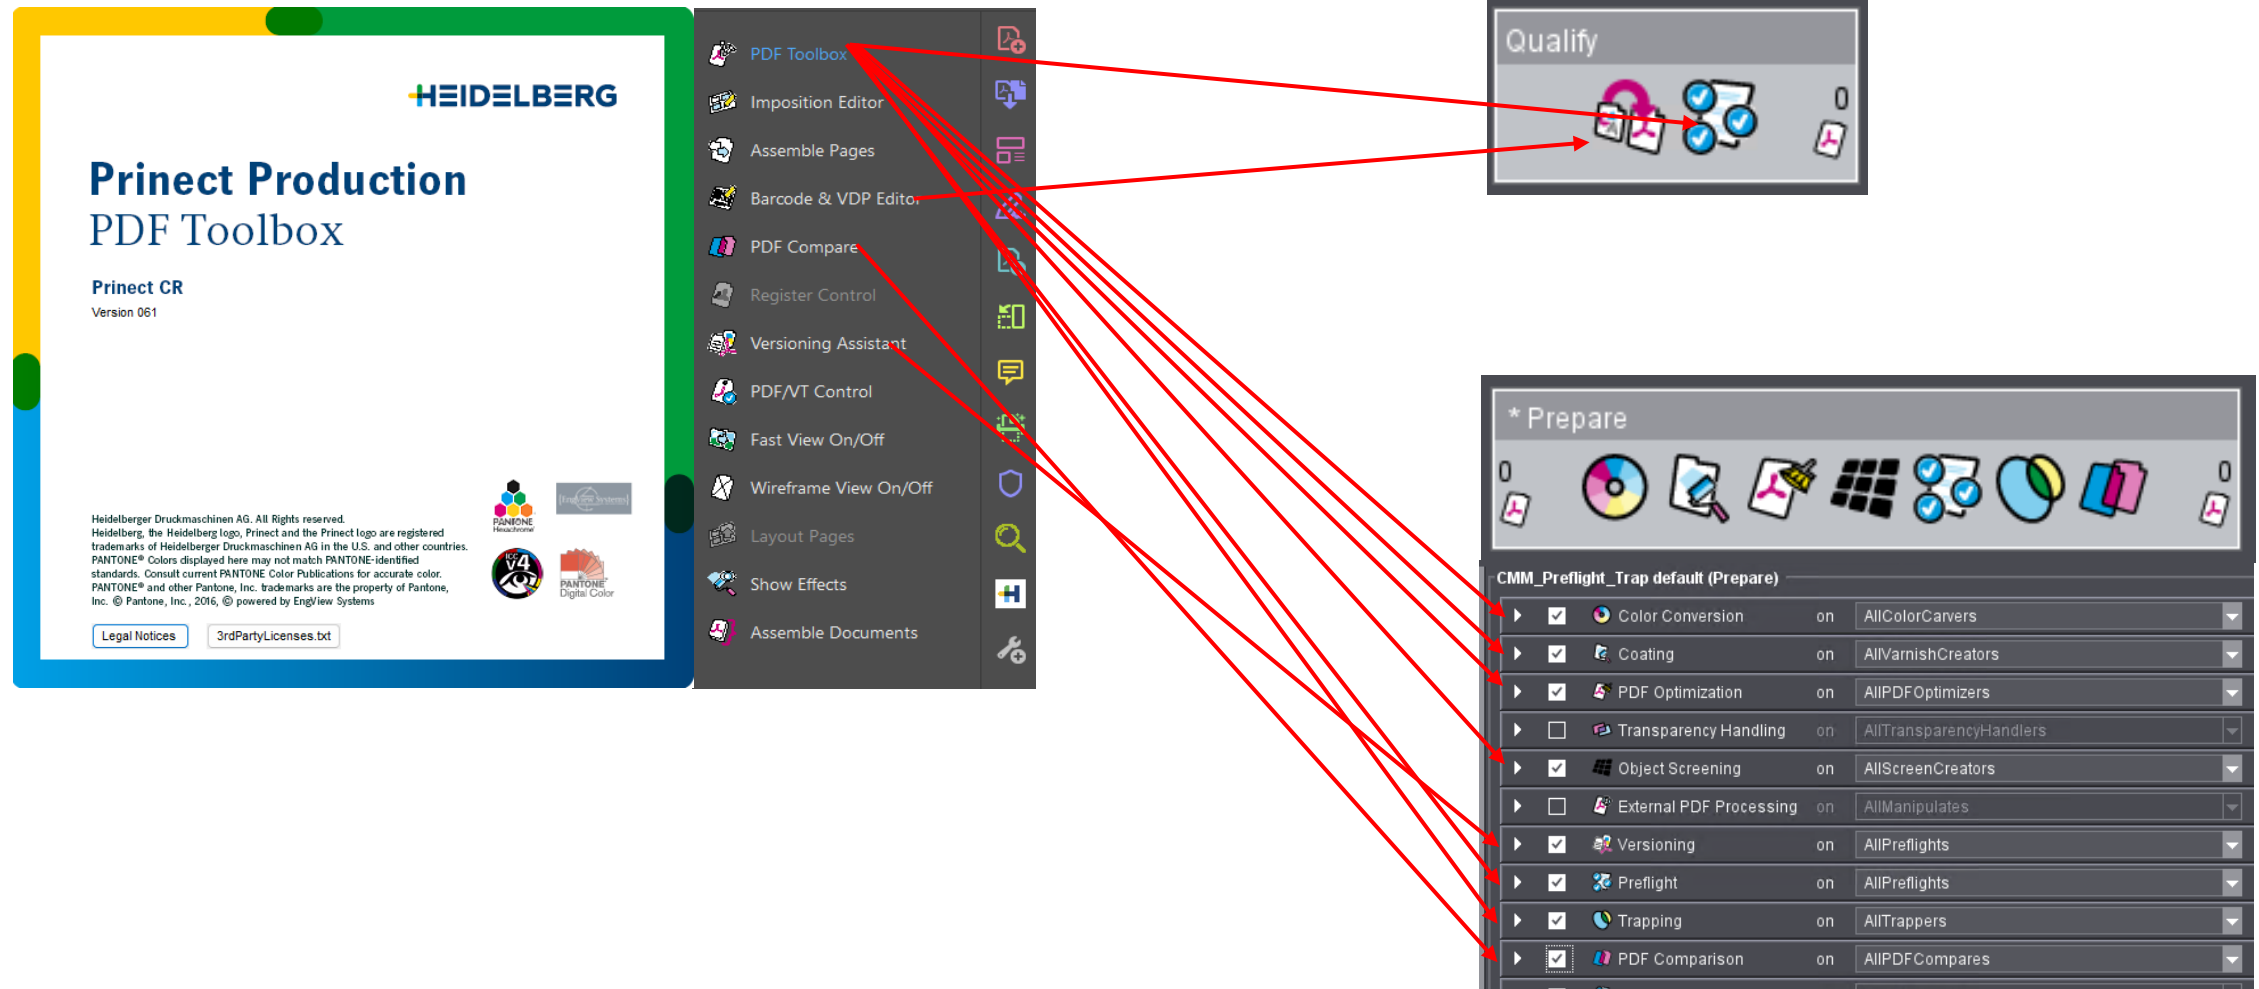 HEIDELBERG
Prinect Production
PDF Toolbox
Prinect CR
Version 061
PANTONE
Hexachrome
[EngView Systems]
ICC
V4
PANTONE
Digital Color
Heidelberger Druckmaschinen AG. All Rights reserved.
Heidelberg, the Heidelberg logo, Prinect and the Prinect logo are registered
trademarks of Heidelberger Druckmaschinen AG in the U.S. and other countries.
PANTONE® Colors displayed here may not match PANTONE-identified
standards. Consult current PANTONE Color Publications for accurate color.
PANTONE® and other Pantone, Inc. trademarks are the property of Pantone,
Inc. © Pantone, Inc., 2016, © powered by EngView Systems
Legal Notices
3rdPartyLicenses.txt
PDF Toolbox
Imposition Editor
Assemble Pages
Barcode & VDP Editor
PDF Compare
Register Control
Versioning Assistant
PDF/VT Control
Fast View On/Off
Wireframe View On/Off
Layout Pages
Show Effects
Assemble Documents
Qualify
0
* Prepare
0
0
CMM_Preflight_Trap default (Prepare)
Color Conversion on AllColorCarvers
Coating on AllVarnishCreators
PDF Optimization on AllPDFOptimizers
Transparency Handling on AllTransparencyHandlers
Object Screening on AllScreenCreators
External PDF Processing on AllManipulates
Versioning on AllPreflights
Preflight on AllPreflights
Trapping on AllTrappers
PDF Comparison on AllPDFCompares